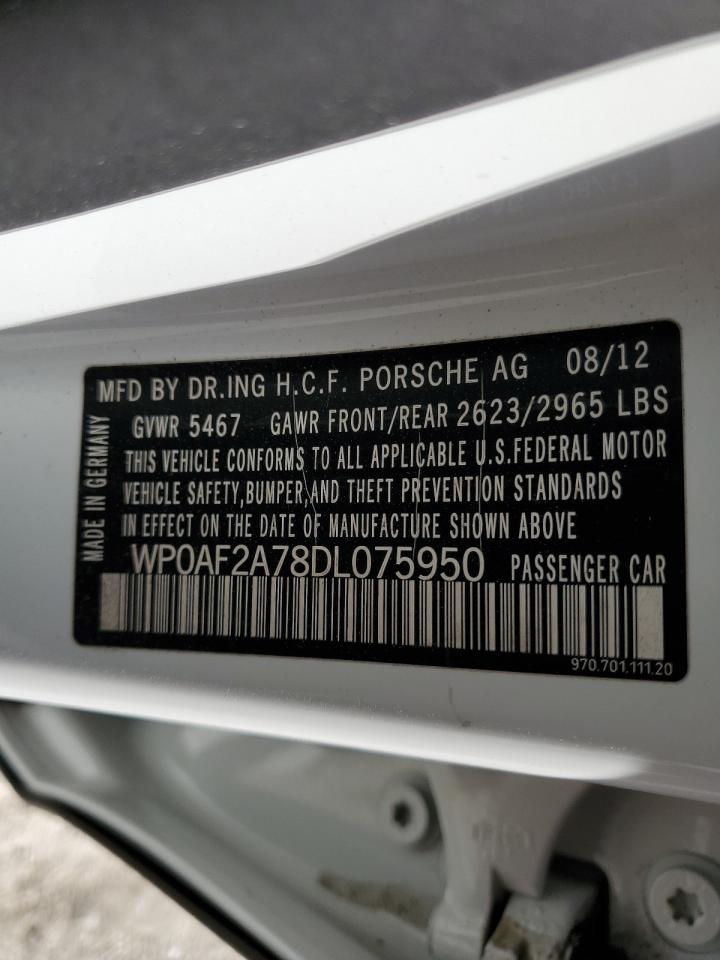 MFD BY DR.ING H.C.F. PORSCHE AG 08/12
GVWR 5467 GAWR FRONT/REAR 2623/2965 LBS
THIS VEHICLE CONFORMS TO ALL APPLICABLE U.S.FEDERAL MOTOR
VEHICLE SAFETY,BUMPER,AND THEFT PREVENTION STANDARDS
IN EFFECT ON THE DATE OF MANUFACTURE SHOWN ABOVE
WP0AF2A78DL075950 PASSENGER CAR
970.701.111.20
MADE IN GERMANY